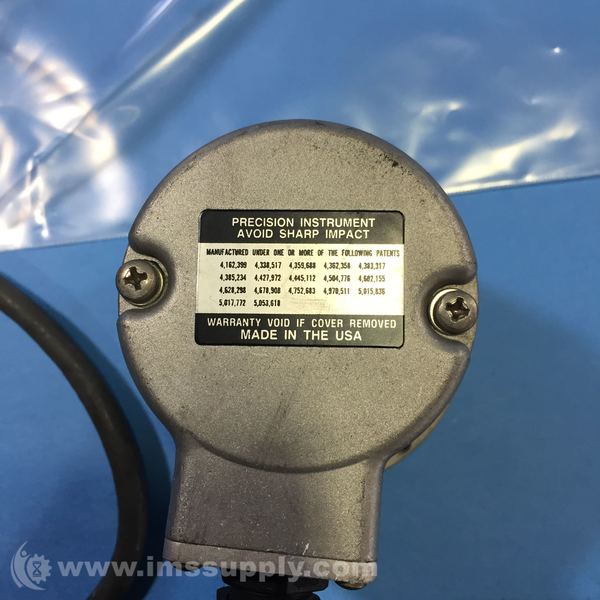 PRECISION INSTRUMENT
AVOID SHARP IMPACT
MANUFACTURED UNDER ONE OR MORE OF THE FOLLOWING PATENTS
4,162,399 4,338,517 4,359,688 4,362,358 4,383,317
4,385,234 4,427,972 4,445,112 4,504,776 4,602,155
4,628,298 4,678,908 4,752,683 4,970,511 5,015,836
5,017,772 5,053,618
WARRANTY VOID IF COVER REMOVED
MADE IN THE USA
www.imssupply.com